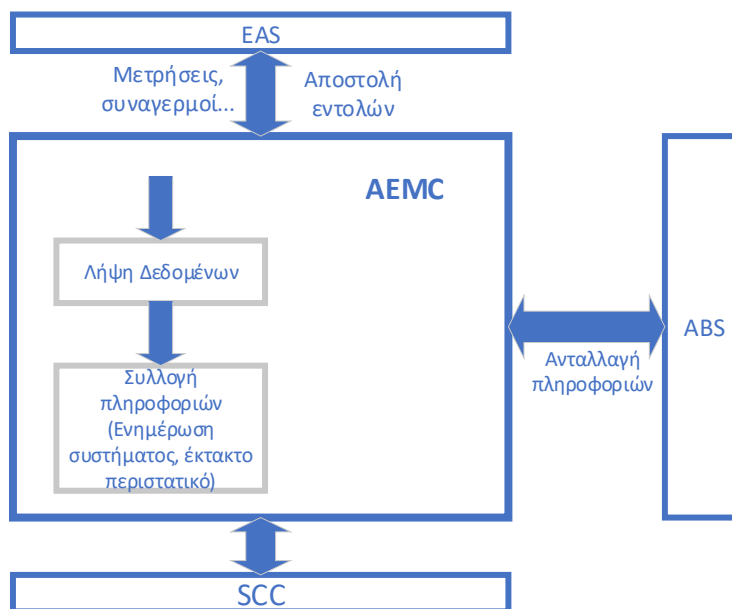 EAS
Μετρήσεις,
συναγερμοί...
Αποστολή
εντολών
AEMC
Λήψη Δεδομένων
Συλλογή
πληροφοριών
(Ενημέρωση
συστήματος, έκτακτο
περιστατικό)
ABS
Ανταλλαγή
πληροφοριών
SCC